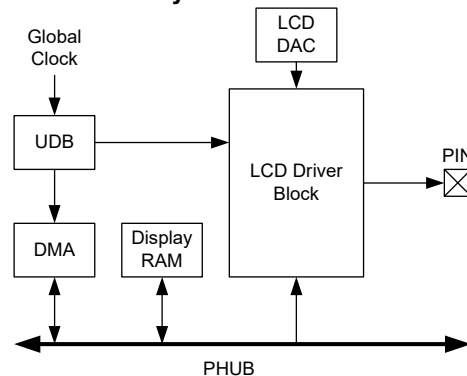 Global
Clock
LCD
DAC
UDB
LCD Driver
Block
PIN
DMA
Display
RAM
PHUB